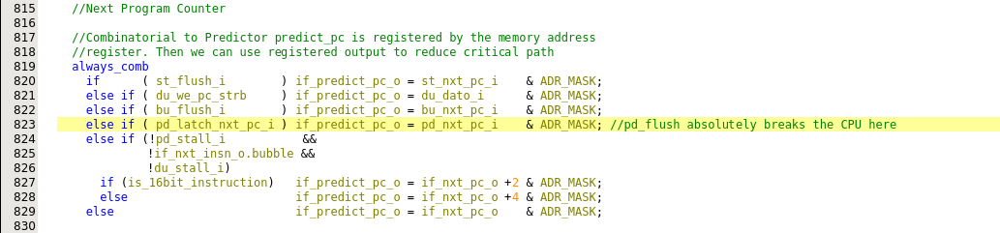 815 //Next Program Counter
816
817 //Combinatorial to Predictor predict_pc is registered by the memory address
818 //register. Then we can use registered output to reduce critical path
819 always_comb
820 if ( st_flush_i ) if_predict_pc_o = st_nxt_pc_i & ADR_MASK;
821 else if ( du_we_pc_strb ) if_predict_pc_o = du_dato_i & ADR_MASK;
822 else if ( bu_flush_i ) if_predict_pc_o = bu_nxt_pc_i & ADR_MASK;
823 else if ( pd_latch_nxt_pc_i ) if_predict_pc_o = pd_nxt_pc_i & ADR_MASK; //pd_flush absolutely breaks the CPU here
824 else if (!pd_stall_i &&
825 !if_nxt_insn_o.bubble &&
826 !du_stall_i)
827 if (is_16bit_instruction) if_predict_pc_o = if_nxt_pc_o +2 & ADR_MASK;
828 else if_predict_pc_o = if_nxt_pc_o +4 & ADR_MASK;
829 else if_predict_pc_o = if_nxt_pc_o & ADR_MASK;
830